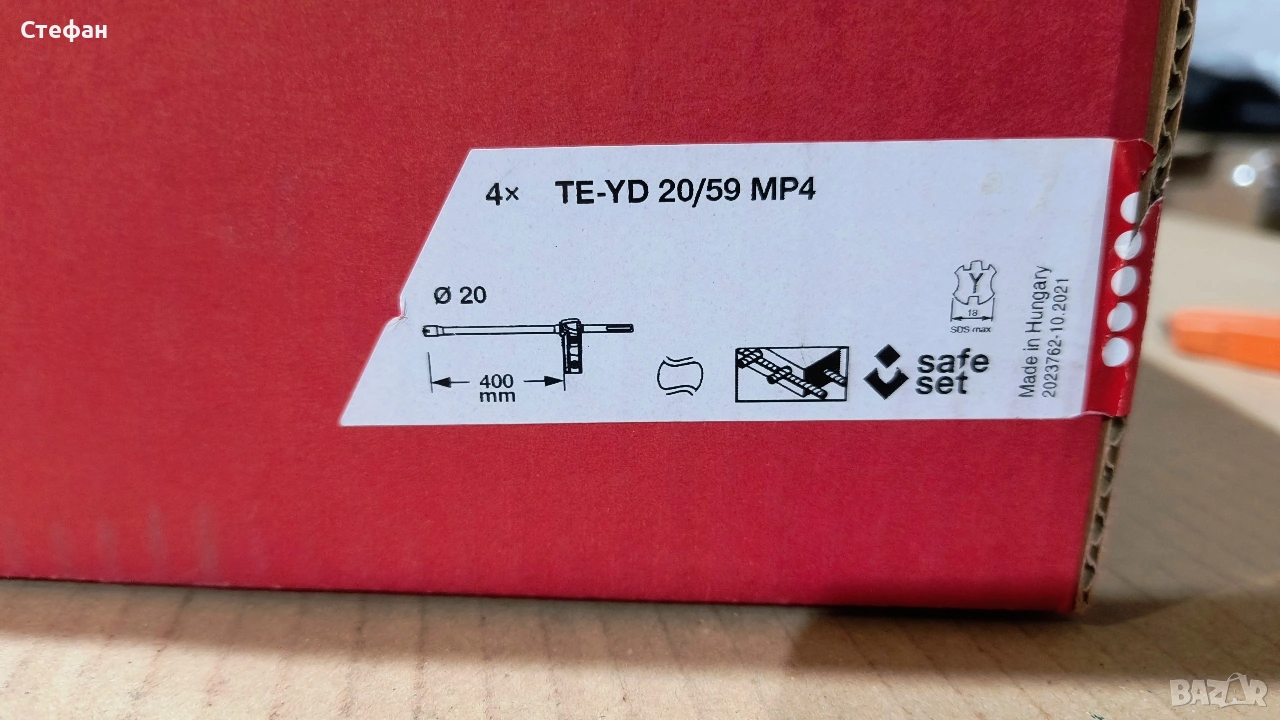 Стефан
4× TE-YD 20/59 MP4
Ø 20
400
mm
Y
18
SDS max
safe
set
Made in Hungary
2023762-10.2021
BAZAR